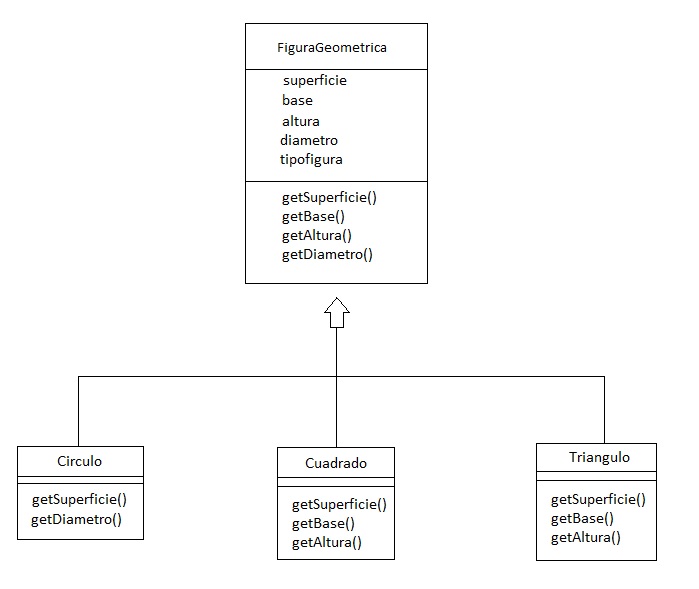 FiguraGeometrica
superficie
base
altura
diametro
tipofigura
getSuperficie()
getBase()
getAltura()
getDiametro()
Circulo
getSuperficie()
getDiametro()
Cuadrado
getSuperficie()
getBase()
getAltura()
Triangulo
getSuperficie()
getBase()
getAltura()